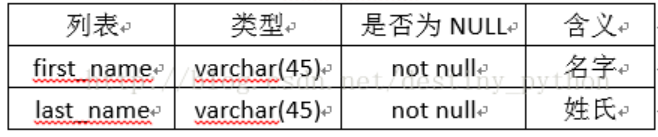 列表 类型 是否为 NULL 含义
first_name varchar(45) not null 名字
last_name varchar(45) not null 姓氏